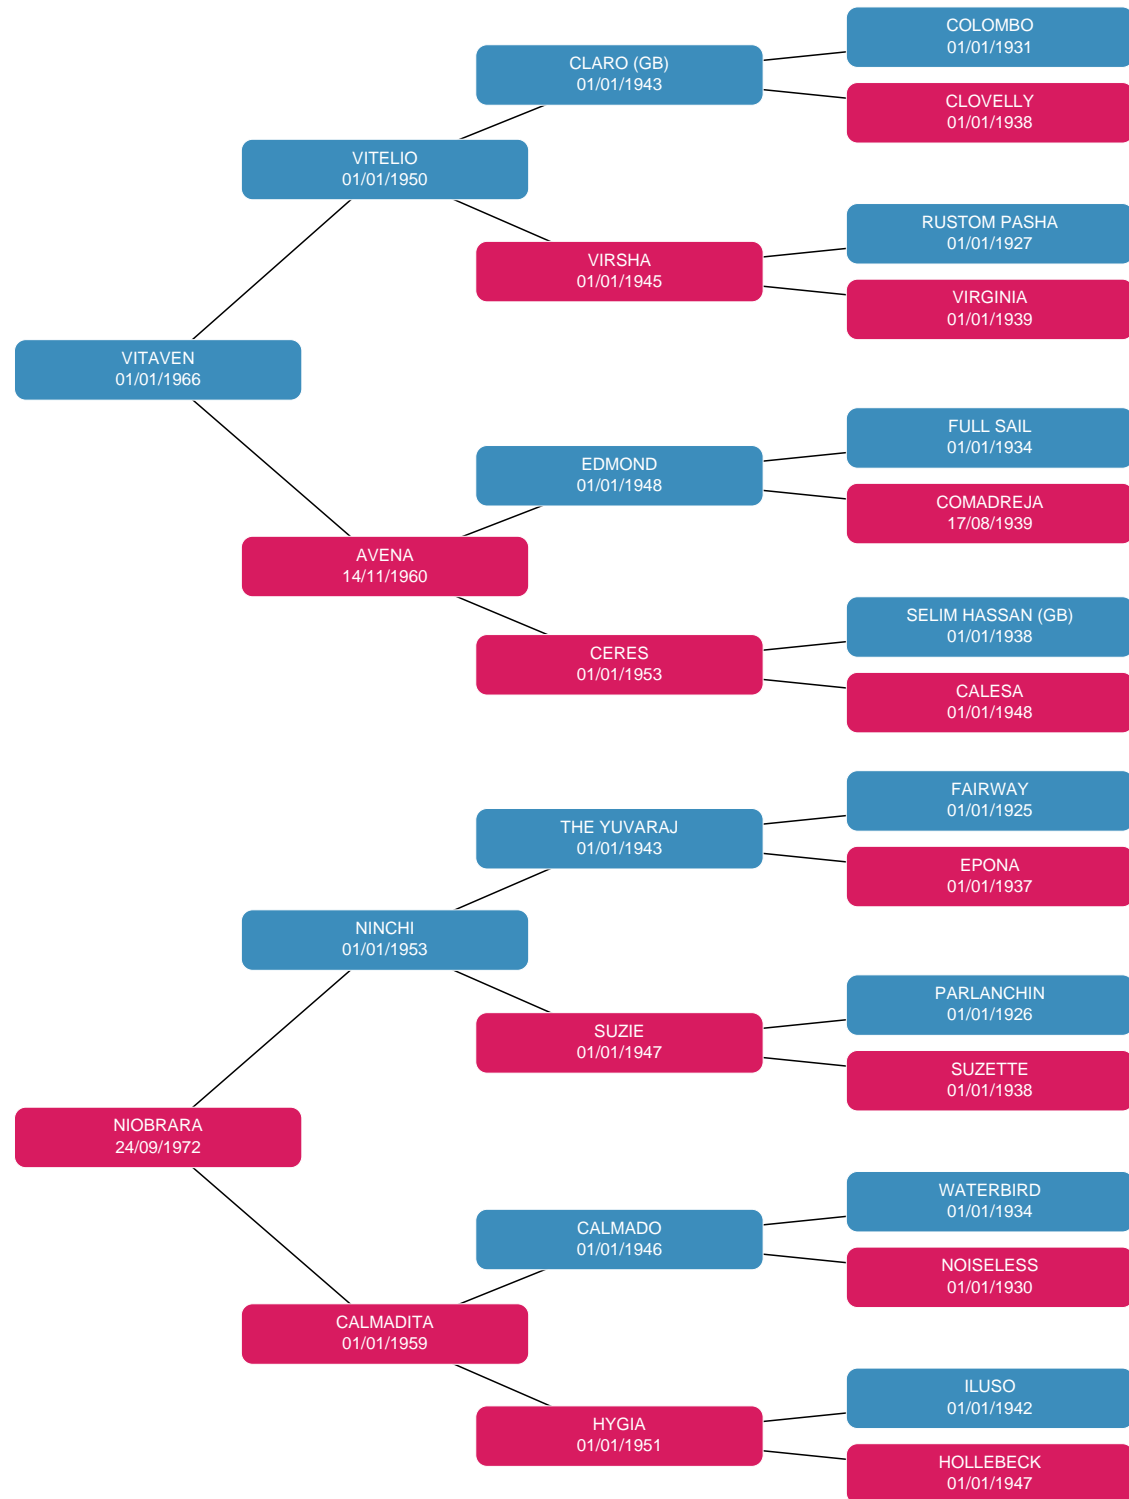 COLOMBO
01/01/1931
CLARO (GB)
01/01/1943
CLOVELLY
01/01/1938
VITELIO
01/01/1950
RUSTOM PASHA
01/01/1927
VIRSHA
01/01/1945
VIRGINIA
01/01/1939
VITAVEN
01/01/1966
FULL SAIL
01/01/1934
EDMOND
01/01/1948
COMADREJA
17/08/1939
AVENA
14/11/1960
SELIM HASSAN (GB)
01/01/1938
CERES
01/01/1953
CALESA
01/01/1948
FAIRWAY
01/01/1925
THE YUVARAJ
01/01/1943
EPONA
01/01/1937
NINCHI
01/01/1953
PARLANCHIN
01/01/1926
SUZIE
01/01/1947
SUZETTE
01/01/1938
NIOBRARA
24/09/1972
WATERBIRD
01/01/1934
CALMADO
01/01/1946
NOISELESS
01/01/1930
CALMADITA
01/01/1959
ILUSO
01/01/1942
HYGIA
01/01/1951
HOLLEBECK
01/01/1947